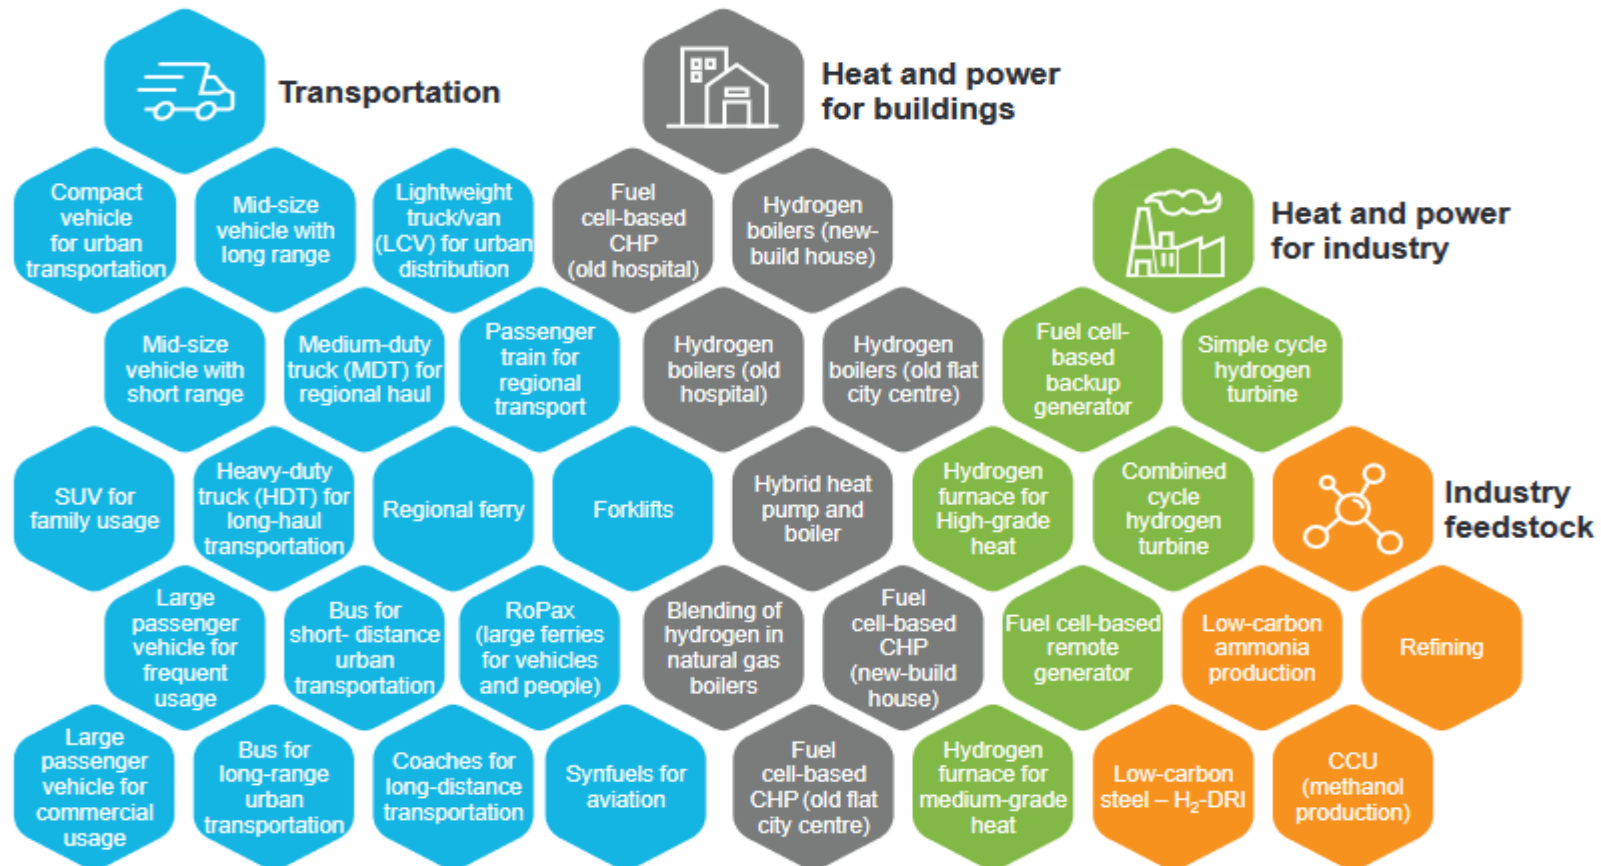 Transportation
Heat and power
for buildings
Compact
vehicle
for urban
transportation
Mid-size
vehicle with
long range
Lightweight
truck/van
(LCV) for urban
distribution
Fuel
cell-based
CHP
(old hospital)
Hydrogen
boilers (new-
build house)
Heat and power
for industry
Mid-size
vehicle with
short range
Medium-duty
truck (MDT) for
regional haul
Passenger
train for
regional
transport
Hydrogen
boilers (old
hospital)
Hydrogen
boilers (old flat
city centre)
Fuel cell-
based
backup
generator
Simple cycle
hydrogen
turbine
SUV for
family usage
Heavy-duty
truck (HDT) for
long-haul
transportation
Regional ferry
Forklifts
Hybrid heat
pump and
boiler
Hydrogen
furnace for
High-grade
heat
Combined
cycle
hydrogen
turbine
Industry
feedstock
Large
passenger
vehicle for
frequent
usage
Bus for
short- distance
urban
transportation
RoPax
(large ferries
for vehicles
and people)
Blending of
hydrogen in
natural gas
boilers
Fuel
cell-based
CHP
(new-build
house)
Fuel cell-based
remote
generator
Low-carbon
ammonia
production
Refining
Large
passenger
vehicle for
commercial
usage
Bus for
long-range
urban
transportation
Coaches for
long-distance
transportation
Synfuels for
aviation
Fuel
cell-based
CHP (old flat
city centre)
Hydrogen
furnace for
medium-grade
heat
Low-carbon
steel – H₂-DRI
CCU
(methanol
production)